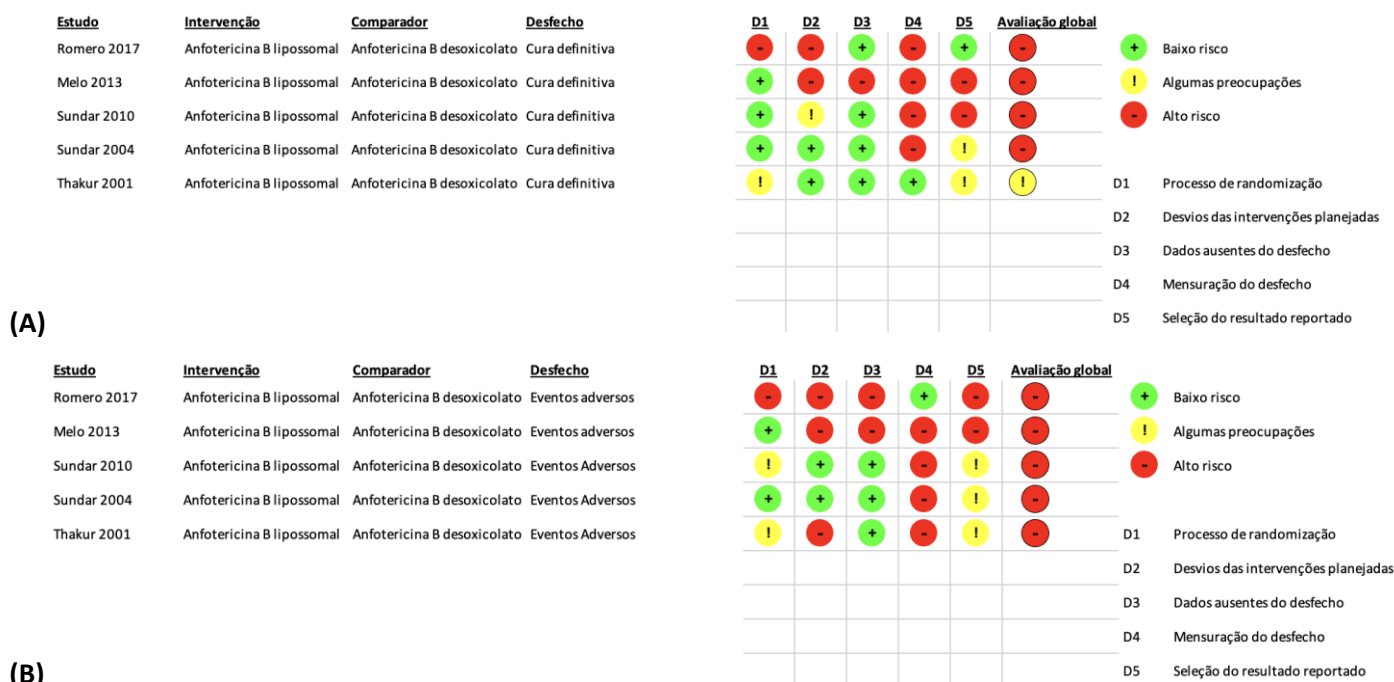 Estudo Intervenção Comparador Desfecho D1 D2 D3 D4 D5 Avaliação global
Romero 2017 Anfotericina B lipossomal Anfotericina B desoxicolato Cura definitiva - - + - + - + Baixo risco
Melo 2013 Anfotericina B lipossomal Anfotericina B desoxicolato Cura definitiva + - - - - - ! Algumas preocupações
Sundar 2010 Anfotericina B lipossomal Anfotericina B desoxicolato Cura definitiva + ! + - - - - Alto risco
Sundar 2004 Anfotericina B lipossomal Anfotericina B desoxicolato Cura definitiva + + + - ! -
Thakur 2001 Anfotericina B lipossomal Anfotericina B desoxicolato Cura definitiva ! + + + ! ! D1 Processo de randomização
D2 Desvios das intervenções planejadas
D3 Dados ausentes do desfecho
D4 Mensuração do desfecho
(A) D5 Seleção do resultado reportado
Estudo Intervenção Comparador Desfecho D1 D2 D3 D4 D5 Avaliação global
Romero 2017 Anfotericina B lipossomal Anfotericina B desoxicolato Eventos adversos - - - + - - + Baixo risco
Melo 2013 Anfotericina B lipossomal Anfotericina B desoxicolato Eventos adversos + - - - - - ! Algumas preocupações
Sundar 2010 Anfotericina B lipossomal Anfotericina B desoxicolato Eventos Adversos ! + + - ! - - Alto risco
Sundar 2004 Anfotericina B lipossomal Anfotericina B desoxicolato Eventos Adversos + + + - ! -
Thakur 2001 Anfotericina B lipossomal Anfotericina B desoxicolato Eventos Adversos ! - + - ! - D1 Processo de randomização
D2 Desvios das intervenções planejadas
D3 Dados ausentes do desfecho
D4 Mensuração do desfecho
(B) D5 Seleção do resultado reportado